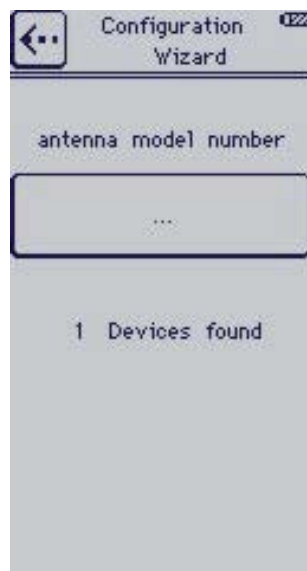 Configuration
Wizard
antenna model number
...
1 Devices found